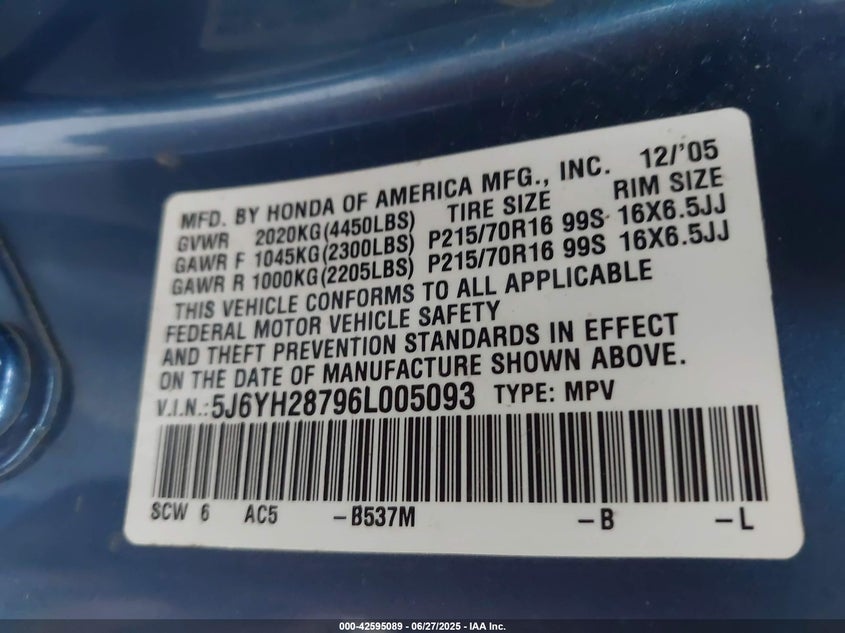 MFD. BY HONDA OF AMERICA MFG., INC. 12/'05
GVWR 2020KG(4450LBS) TIRE SIZE RIM SIZE
GAWR F 1045KG(2300LBS) P215/70R16 99S 16X6.5JJ
GAWR R 1000KG(2205LBS) P215/70R16 99S 16X6.5JJ
THIS VEHICLE CONFORMS TO ALL APPLICABLE
FEDERAL MOTOR VEHICLE SAFETY
AND THEFT PREVENTION STANDARDS IN EFFECT
ON THE DATE OF MANUFACTURE SHOWN ABOVE.
V.I.N.:5J6YH28796L005093 TYPE: MPV
SCW 6 AC5 -B537M -B -L
000-42595089 | 06/27/2025 - IAA Inc.